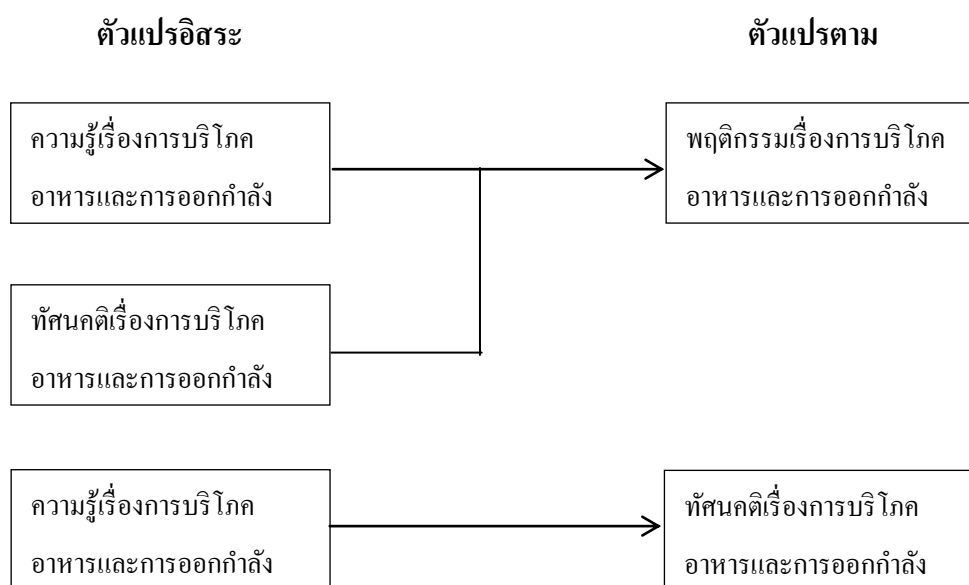 ตัวแปรอิสระ
ตัวแปรตาม
ความรู้เรื่องการบริโภค
อาหารและการออกกำลัง
พฤติกรรมเรื่องการบริโภค
อาหารและการออกกำลัง
ทัศนคติเรื่องการบริโภค
อาหารและการออกกำลัง
ความรู้เรื่องการบริโภค
อาหารและการออกกำลัง
ทัศนคติเรื่องการบริโภค
อาหารและการออกกำลัง